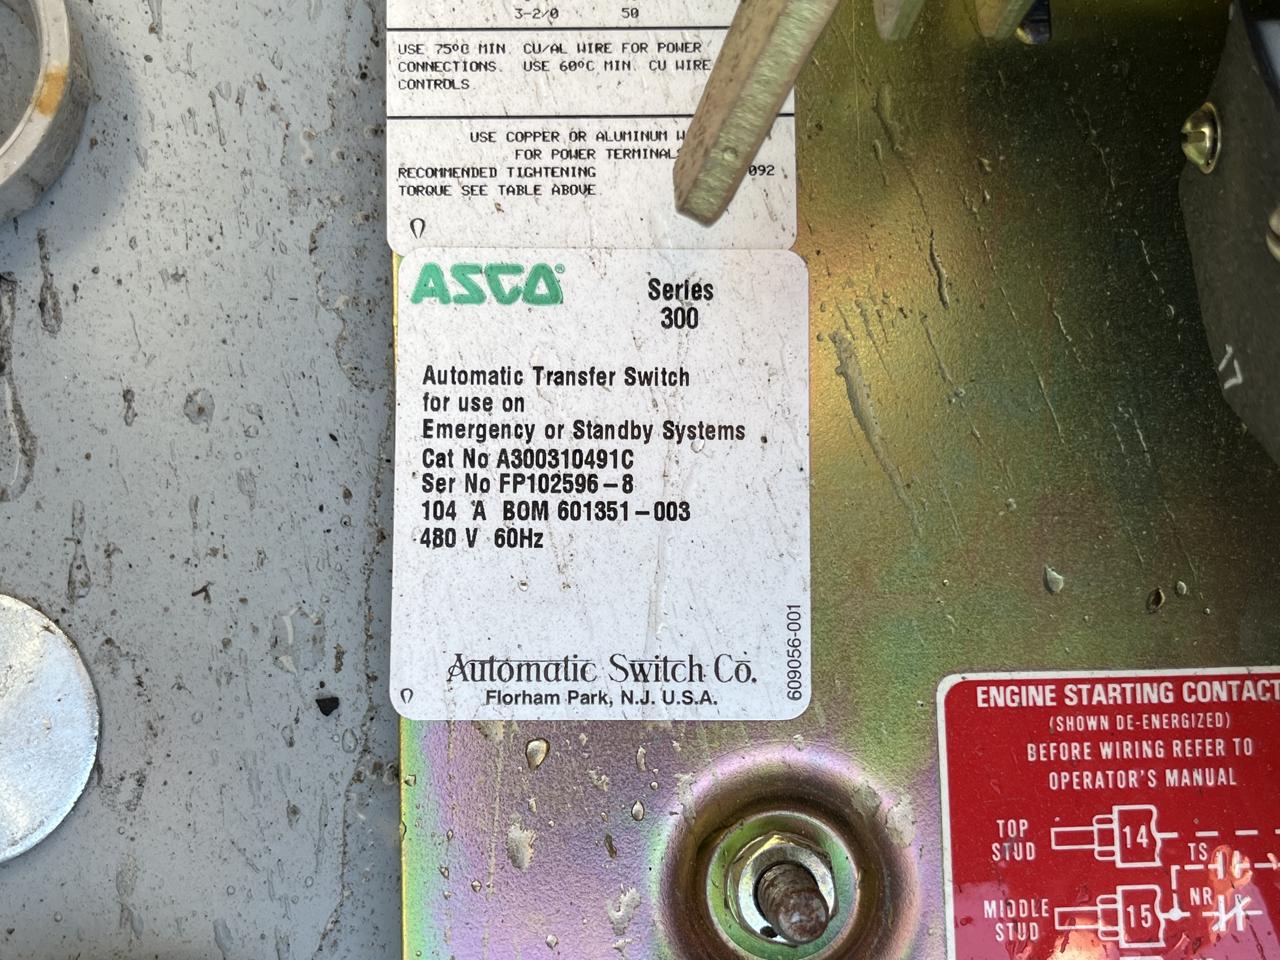 3-2/0 50
USE 75ºC MIN. CU/AL WIRE FOR POWER
CONNECTIONS. USE 60ºC MIN. CU WIRE
CONTROLS.
USE COPPER OR ALUMINUM
FOR POWER TERMINALS
RECOMMENDED TIGHTENING 092
TORQUE SEE TABLE ABOVE.
ASCO®
Series
300
Automatic Transfer Switch
for use on
Emergency or Standby Systems
Cat No A300310491C
Ser No FP102596-8
104 A BOM 601351-003
480 V 60Hz
Automatic Switch Co.
Florham Park, N.J. U.S.A.
609056-001
17
ENGINE STARTING CONTACT
(SHOWN DE-ENERGIZED)
BEFORE WIRING REFER TO
OPERATOR'S MANUAL
TOP
STUD
14
TS
MIDDLE
STUD
15
NR